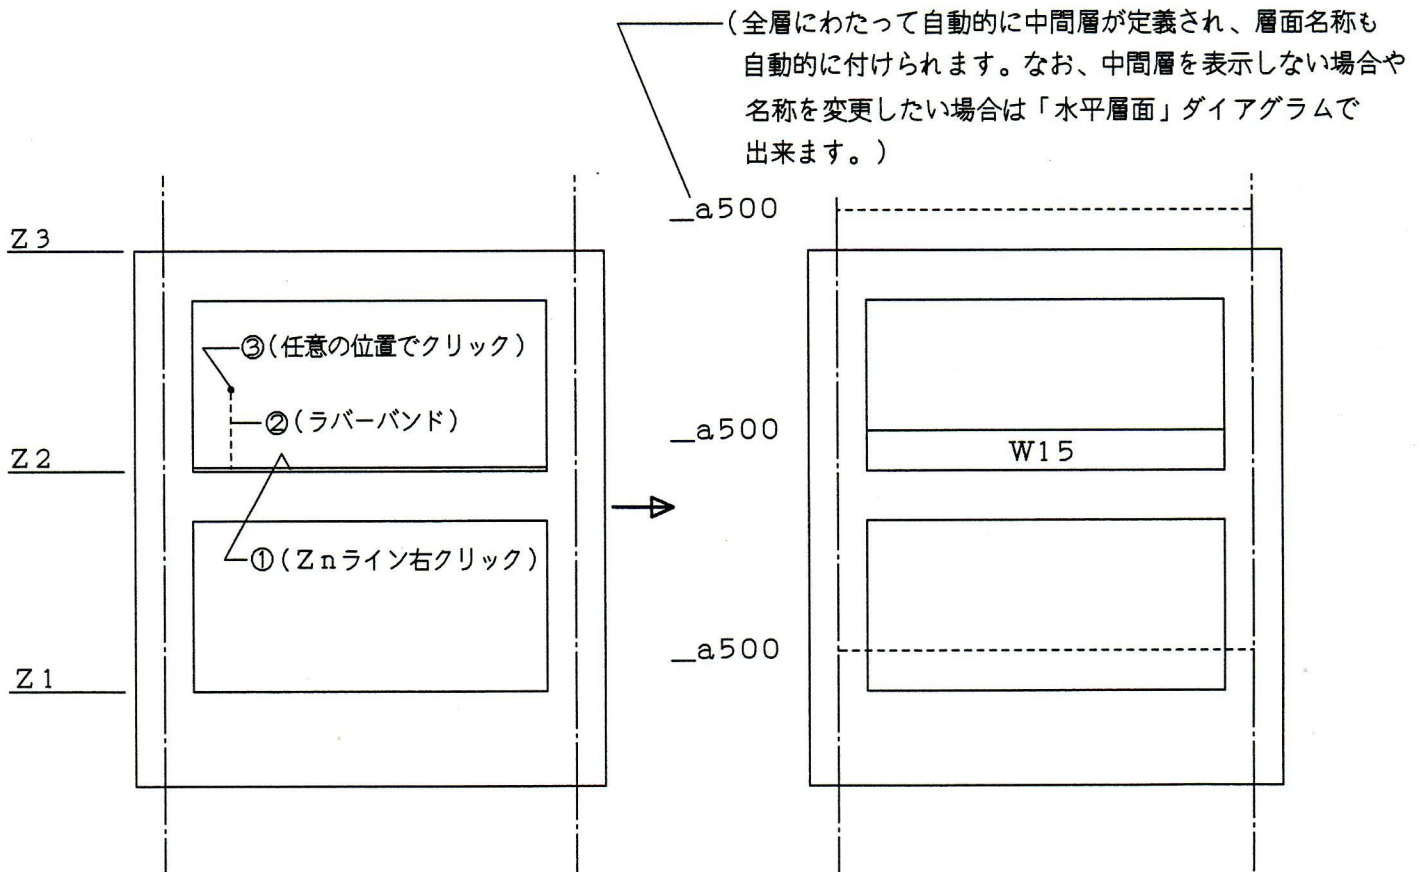 (全層にわたって自動的に中間層が定義され、層面名称も
自動的に付けられます。なお、中間層を表示しない場合や
名称を変更したい場合は「水平層面」ダイアグラムで
出来ます。)
_a500
Z3
③(任意の位置でクリック)
②(ラバーバンド)
_a500
Z2
W15
①(Znライン右クリック)
_a500
Z1